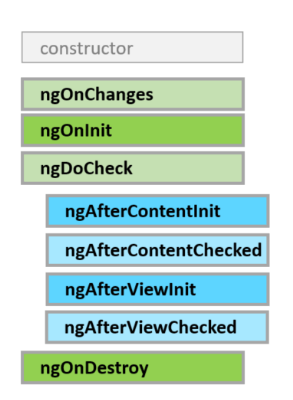 constructor
ngOnChanges
ngOnInit
ngDoCheck
ngAfterContentInit
ngAfterContentChecked
ngAfterViewInit
ngAfterViewChecked
ngOnDestroy